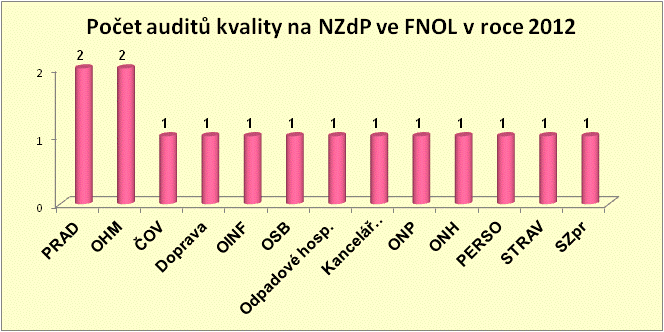 Počet auditů kvality na NZdP ve FNOL v roce 2012
2 2 1 1 1 1 1 1 1 1 1 1 1
2
1
0
PRAD
OHM
ČOV
Doprava
OINF
OSB
Odpadové hosp.
Kancelář..
ONP
ONH
PERSO
STRAV
SZpr